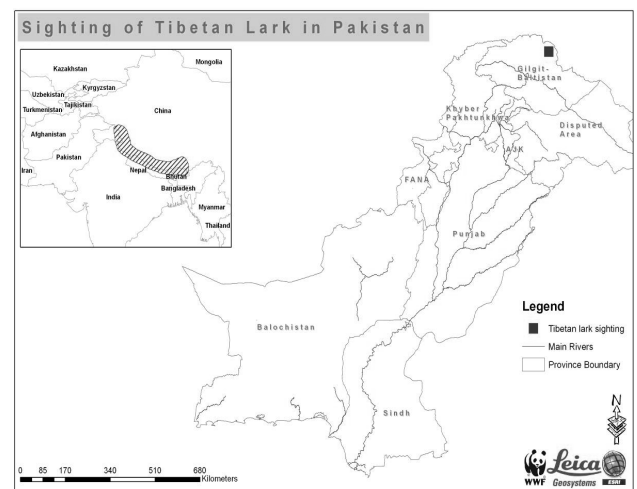 Sighting of Tibetan Lark in Pakistan
Mongolia
Kazakhstan
Uzbekistan
Kyrgyzstan
Turkmenistan
Tajikistan
China
Afghanistan
Pakistan
Iran
Nepal
Bhutan
Bangladesh
India
Myanmar
Thailand
Gilgit-
Baltistan
Khyber
Pakhtunkhwa
Disputed
Area
AJK
FANA
Punjab
Balochistan
Sindh
Legend
Tibetan lark sighting
Main Rivers
Province Boundary
N
0 85 170 340 510 680
Kilometers
WWF
Leica
Geosystems
ESRI